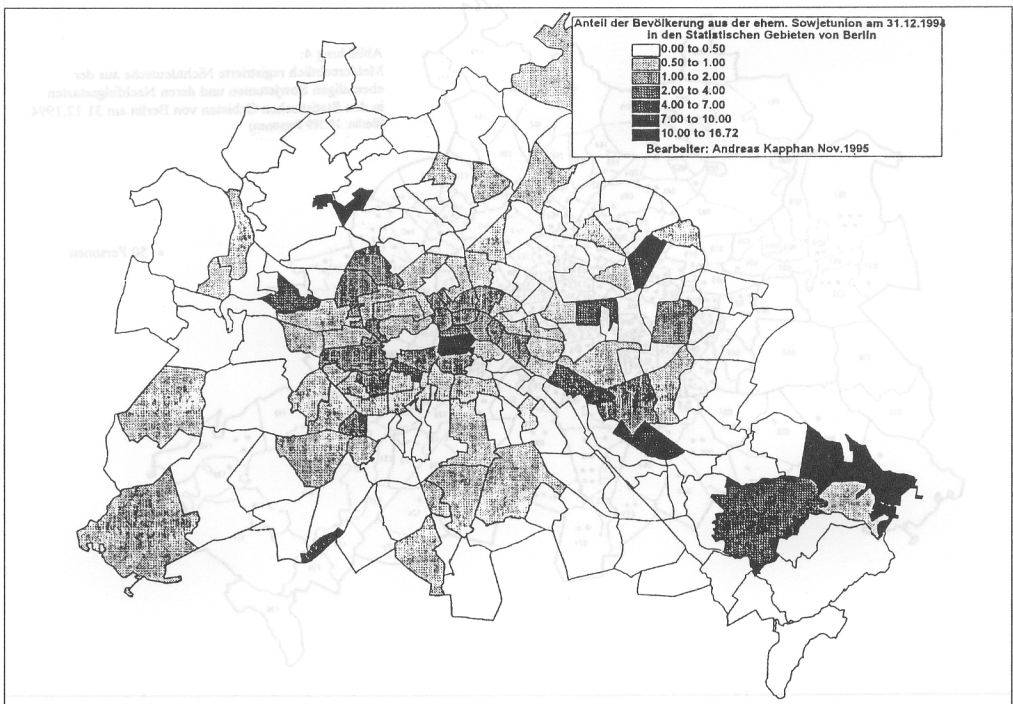 Anteil der Bevölkerung aus der ehem. Sowjetunion am 31.12.1994
in den Statistischen Gebieten von Berlin
0.00 to 0.50
0.50 to 1.00
1.00 to 2.00
2.00 to 4.00
4.00 to 7.00
7.00 to 10.00
10.00 to 16.72
Bearbeiter: Andreas Kapphan Nov.1995